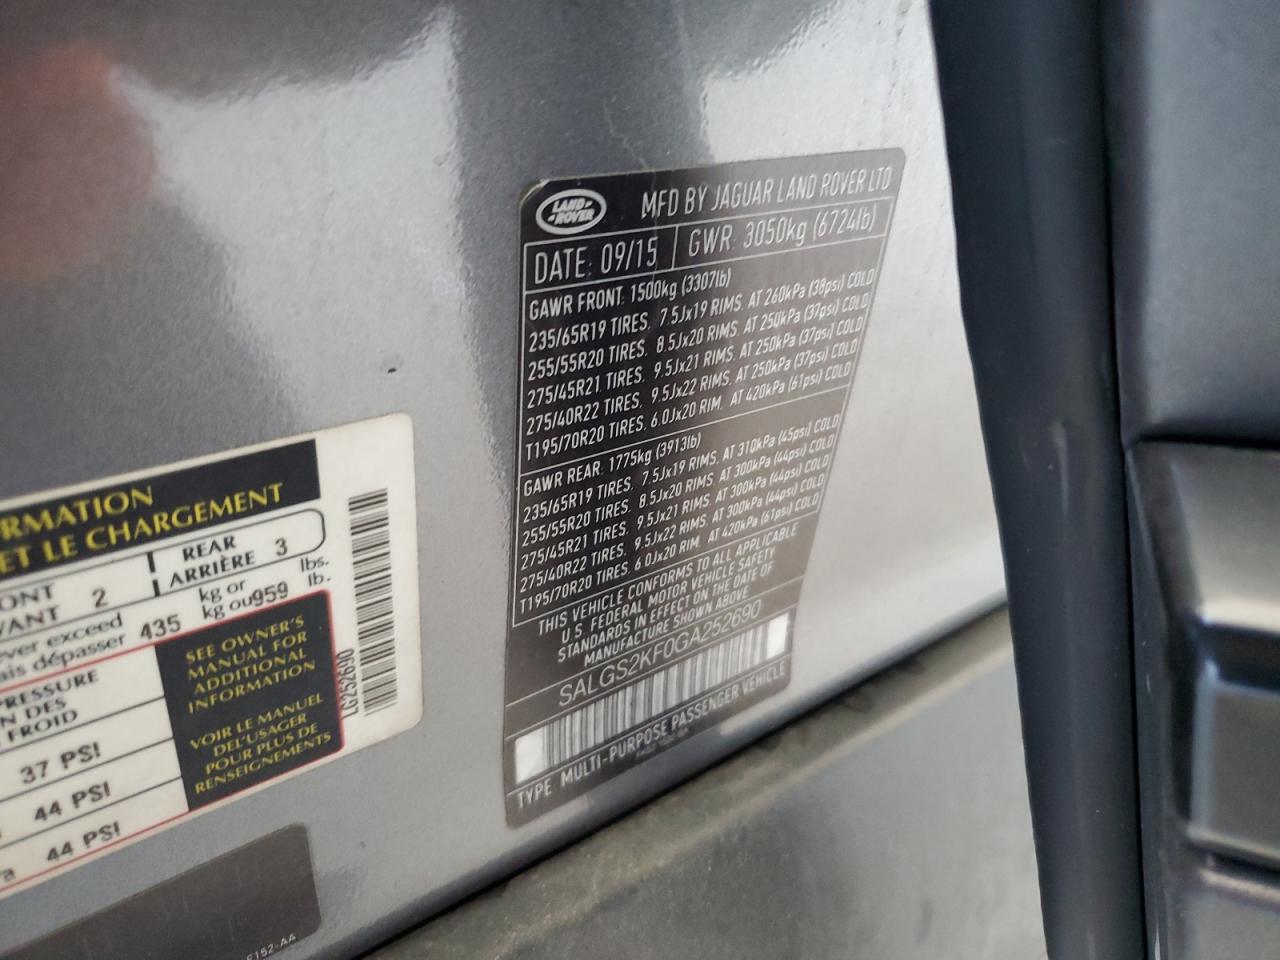 LAND-
-ROVER
MFD BY JAGUAR LAND ROVER LTD
DATE: 09/15 GWR: 3050kg (6724lb)
GAWR FRONT: 1500kg (3307lb)
235/65R19 TIRES. 7.5Jx19 RIMS. AT 260kPa (38psi) COLD
255/55R20 TIRES. 8.5Jx20 RIMS. AT 250kPa (37psi) COLD
275/45R21 TIRES. 9.5Jx21 RIMS. AT 250kPa (37psi) COLD
275/40R22 TIRES. 9.5Jx22 RIMS. AT 250kPa (37psi) COLD
T195/70R20 TIRES. 6.0Jx20 RIM. AT 420kPa (61psi) COLD
GAWR REAR: 1775kg (3913lb)
235/65R19 TIRES. 7.5Jx19 RIMS. AT 310kPa (45psi) COLD
255/55R20 TIRES. 8.5Jx20 RIMS. AT 300kPa (44psi) COLD
275/45R21 TIRES. 9.5Jx21 RIMS. AT 300kPa (44psi) COLD
275/40R22 TIRES. 9.5Jx22 RIMS. AT 300kPa (44psi) COLD
T195/70R20 TIRES. 6.0Jx20 RIM. AT 420kPa (61psi) COLD
THIS VEHICLE CONFORMS TO ALL APPLICABLE
U.S. FEDERAL MOTOR VEHICLE SAFETY
STANDARDS IN EFFECT ON THE DATE OF
MANUFACTURE SHOWN ABOVE
SALGS2KF0GA252690
TYPE MULTI-PURPOSE PASSENGER VEHICLE
RMATION
ET LE CHARGEMENT
ONT
VANT 2
REAR
ARRIÈRE 3
ver exceed
ais dépasser 435 kg or
kg ou 959 lbs.
lb.
PRESSURE
N DES
FROID
37 PSI
44 PSI
44 PSI
SEE OWNER'S
MANUAL FOR
ADDITIONAL
INFORMATION
VOIR LE MANUEL
DEL'USAGER
POUR PLUS DE
RENSEIGNEMENTS
LG252690